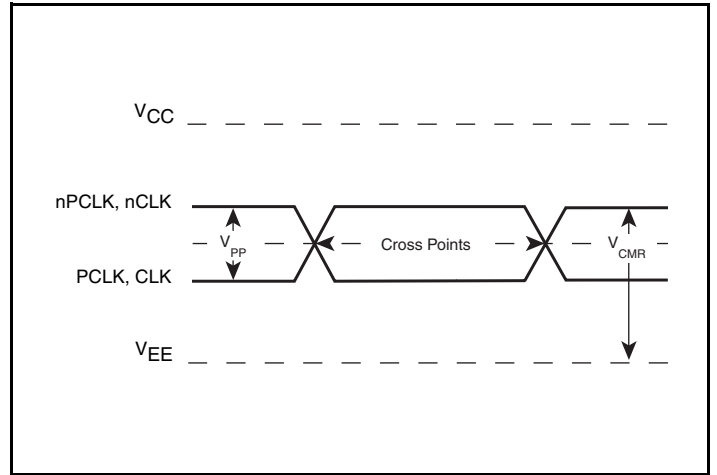 VCC
nPCLK, nCLK
VPP
Cross Points
VCMR
PCLK, CLK
VEE